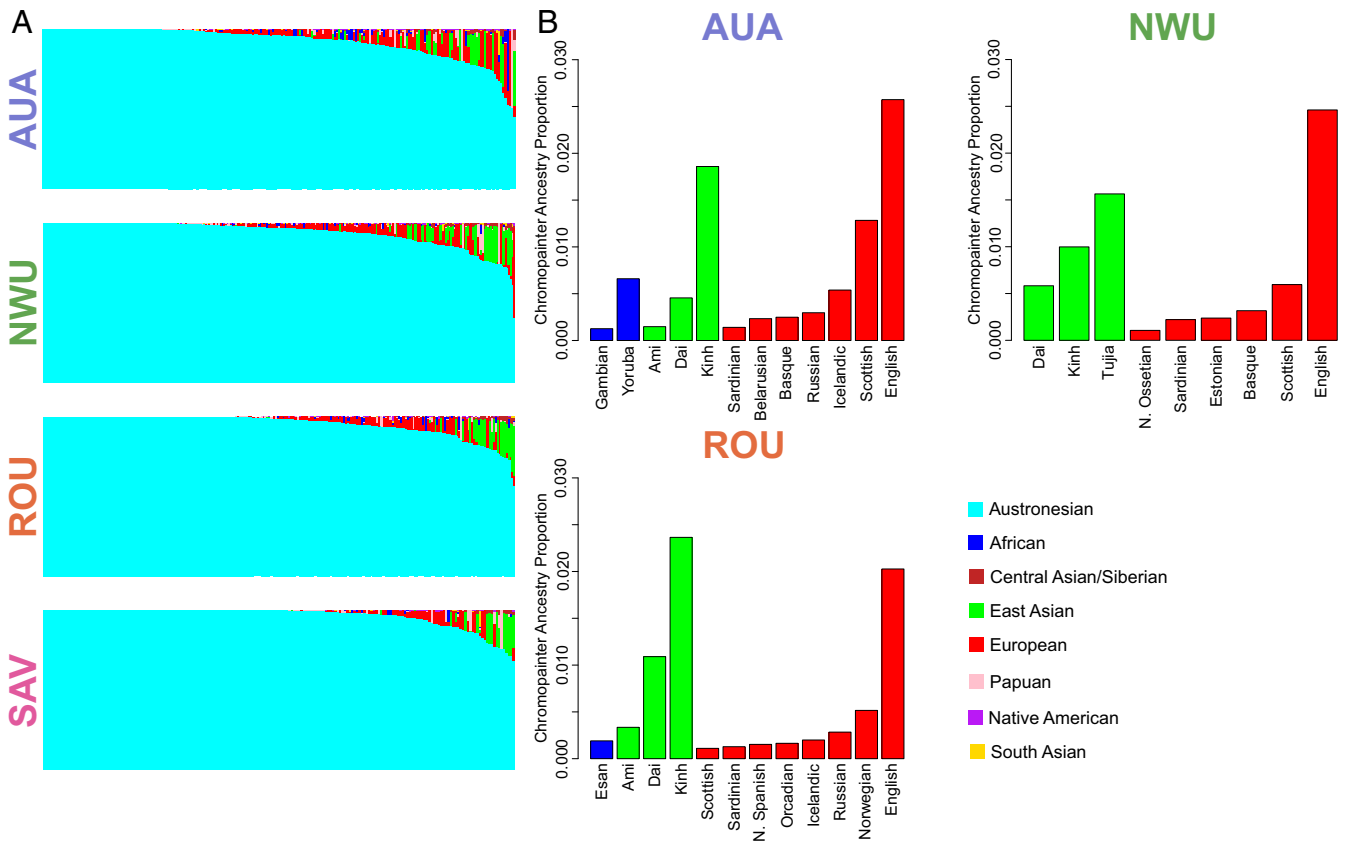 A
AUA
NWU
ROU
SAV
B
AUA
Chromopainter Ancestry Proportion
0.030
0.020
0.010
0.000
Gambian
Yoruba
Ami
Dai
Kinh
Sardinian
Belarusian
Basque
Russian
Icelandic
Scottish
English
NWU
Chromopainter Ancestry Proportion
0.030
0.020
0.010
0.000
Dai
Kinh
Tujia
N. Ossetian
Sardinian
Estonian
Basque
Scottish
English
ROU
Chromopainter Ancestry Proportion
0.030
0.020
0.010
0.000
Esan
Ami
Dai
Kinh
Scottish
Sardinian
N. Spanish
Orcadian
Icelandic
Russian
Norwegian
English
Austronesian
African
Central Asian/Siberian
East Asian
European
Papuan
Native American
South Asian